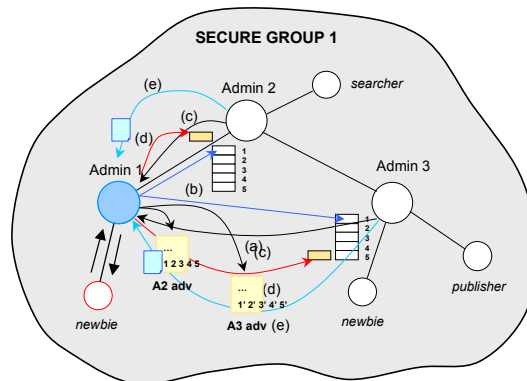 SECURE GROUP 1
(e)
Admin 2
searcher
(c)
(d)
Admin 1
1
2
3
4
5
Admin 3
(b)
1
2
3
4
5
(a)
(c)
...
1 2 3 4 5
A2 adv
...
(d)
1' 2' 3' 4' 5'
A3 adv
(e)
newbie
newbie
publisher